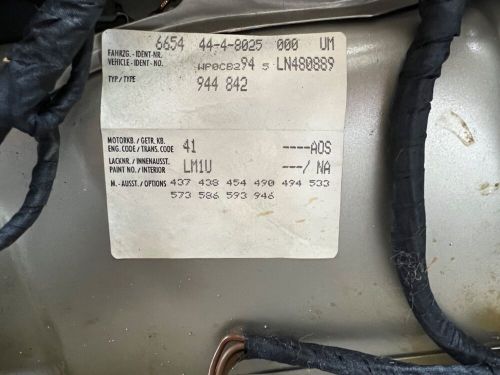 6654 44-4-8025 000 UM
FAHRZG. - IDENT-NR.
VEHICLE - IDENT - NO. WP0CB294 5 LN480889
TYP / TYPE 944 842
MOTORKB. / GETR. KB.
ENG. CODE / TRANS. CODE 41 ----AOS
LACKNR. / INNENAUSST.
PAINT NO. / INTERIOR LM1U ---/ NA
M. - AUSST. / OPTIONS 437 438 454 490 494 533
573 586 593 946